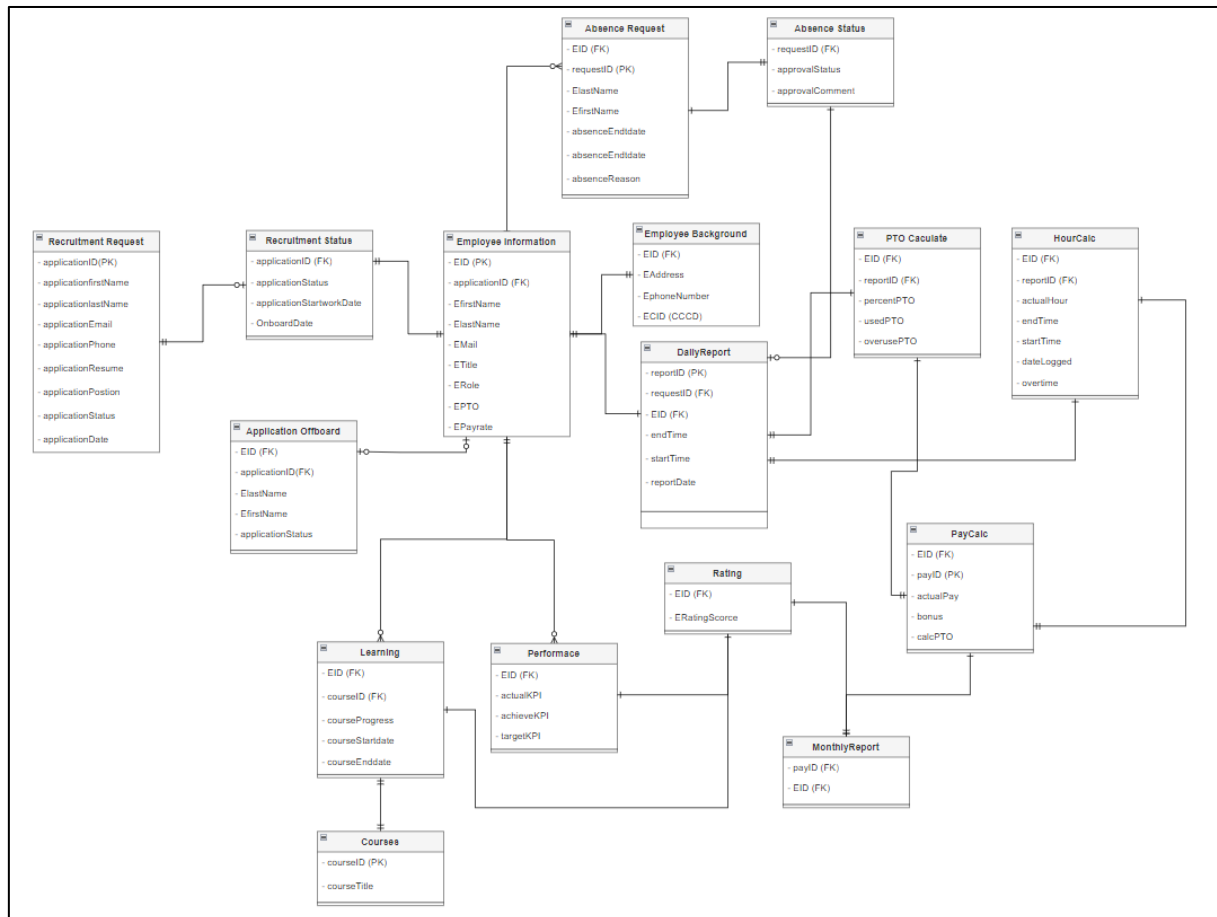 Absence Request
- EID (FK)
- requestID (PK)
- ElastName
- EfirstName
- absenceEndtdate
- absenceEndtdate
- absenceReason
Absence Status
- requestID (FK)
- approvalStatus
- approvalComment
Recruitment Request
- applicationID(PK)
- applicationfirstName
- applicationlastName
- applicationEmail
- applicationPhone
- applicationResume
- applicationPostion
- applicationStatus
- applicationDate
Recruitment Status
- applicationID (FK)
- applicationStatus
- applicationStartworkDate
- OnboardDate
Employee Information
- EID (PK)
- applicationID (FK)
- EfirstName
- ElastName
- EMail
- ETitle
- ERole
- EPTO
- EPayrate
Employee Background
- EID (FK)
- EAddress
- EphoneNumber
- ECID (CCCD)
PTO Caculate
- EID (FK)
- reportID (FK)
- percentPTO
- usedPTO
- overusePTO
HourCalc
- EID (FK)
- reportID (FK)
- actualHour
- endTime
- startTime
- dateLogged
- overtime
DailyReport
- reportID (PK)
- requestID (FK)
- EID (FK)
- endTime
- startTime
- reportDate
Application Offboard
- EID (FK)
- applicationID(FK)
- ElastName
- EfirstName
- applicationStatus
PayCalc
- EID (FK)
- payID (PK)
- actualPay
- bonus
- calcPTO
Rating
- EID (FK)
- ERatingScorce
Learning
- EID (FK)
- courseID (FK)
- courseProgress
- courseStartdate
- courseEnddate
Performace
- EID (FK)
- actualKPI
- achieveKPI
- targetKPI
MonthlyReport
- payID (FK)
- EID (FK)
Courses
- courseID (PK)
- courseTitle